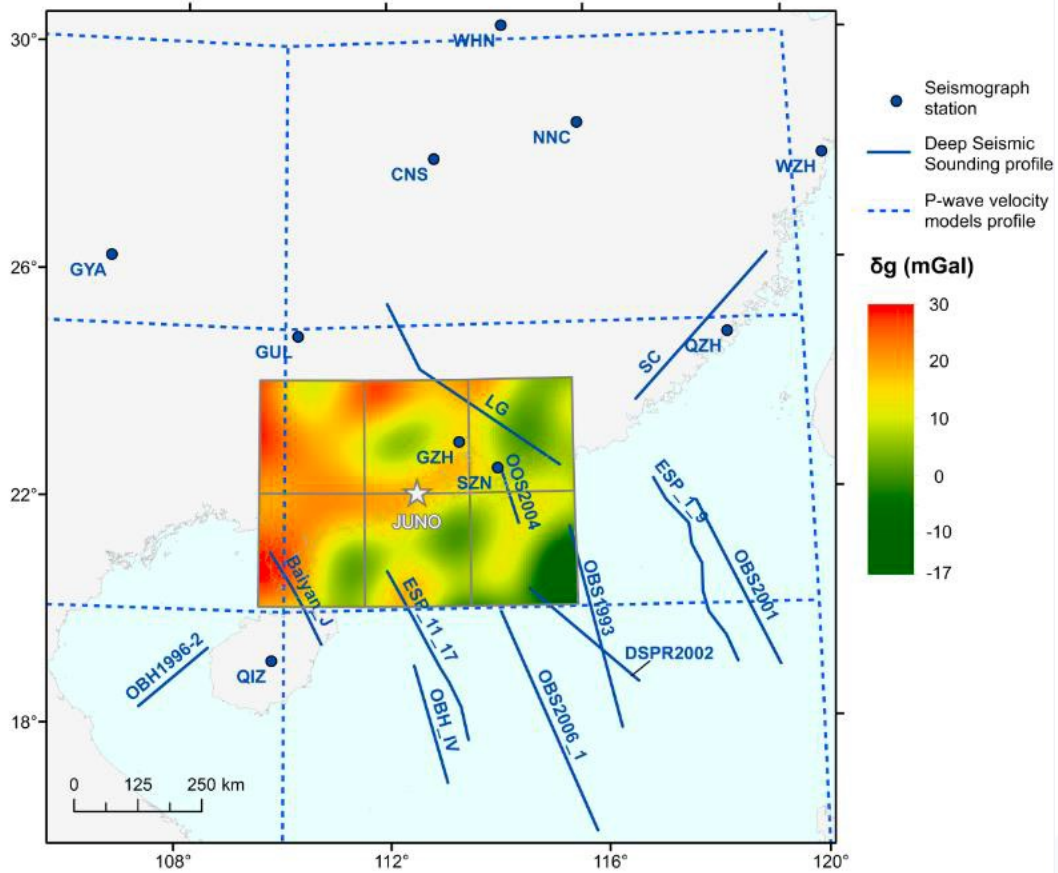 30°
WHN
NNC
CNS
WZH
26°
GYA
GUL
QZH
SC
LG
GZH
SZN
OOS2004
22°
JUNO
ESP_1_9
OBS2001
Baiyan_J
ESP_11_17
OBS1993
DSPR2002
OBH1996-2
QIZ
OBH_IV
OBS2006_1
18°
0 125 250 km
108° 112° 116° 120°
Seismograph
station
Deep Seismic
Sounding profile
P-wave velocity
models profile
δg (mGal)
30
20
10
0
-10
-17